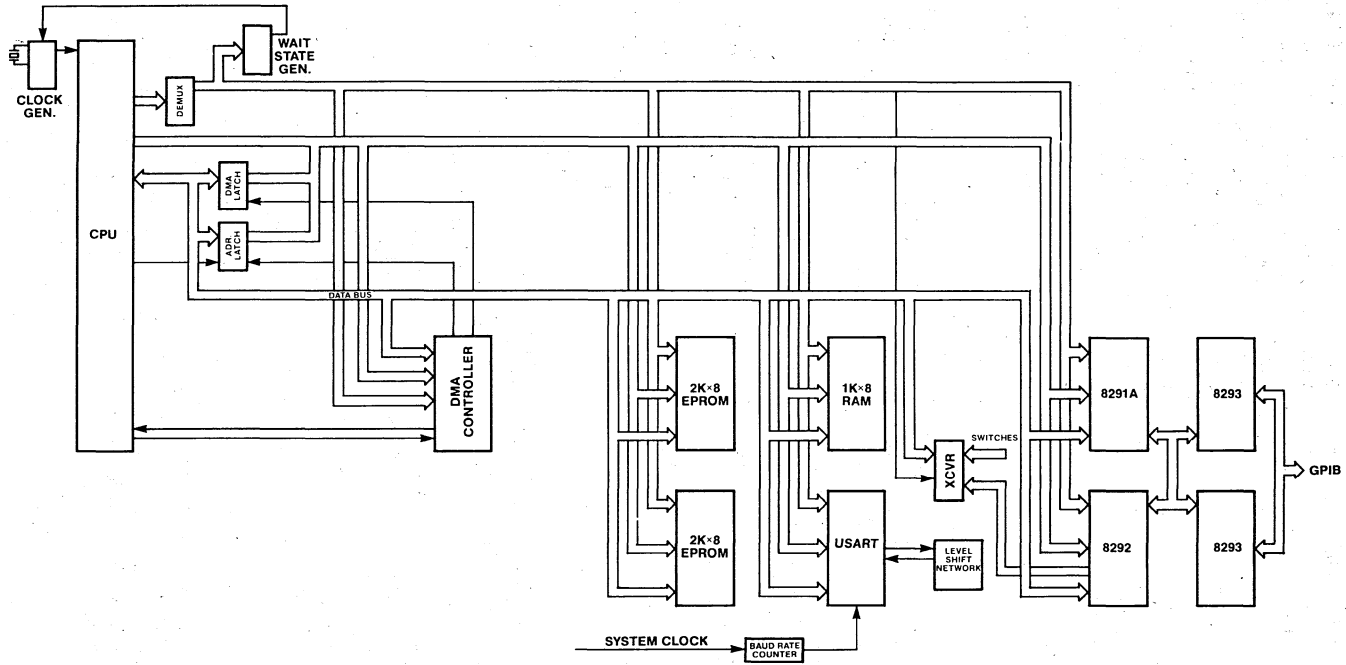 WAIT
STATE
GEN.
CLOCK
GEN.
DEMUX
DMA
LATCH
CPU
ADR
LATCH
DATA BUS
DMA
CONTROLLER
2K×8
EPROM
1K×8
RAM
8291A
8293
SWITCHES
XCVR
GPIB
2K×8
EPROM
USART
LEVEL
SHIFT
NETWORK
8292
8293
SYSTEM CLOCK
BAUD RATE
COUNTER